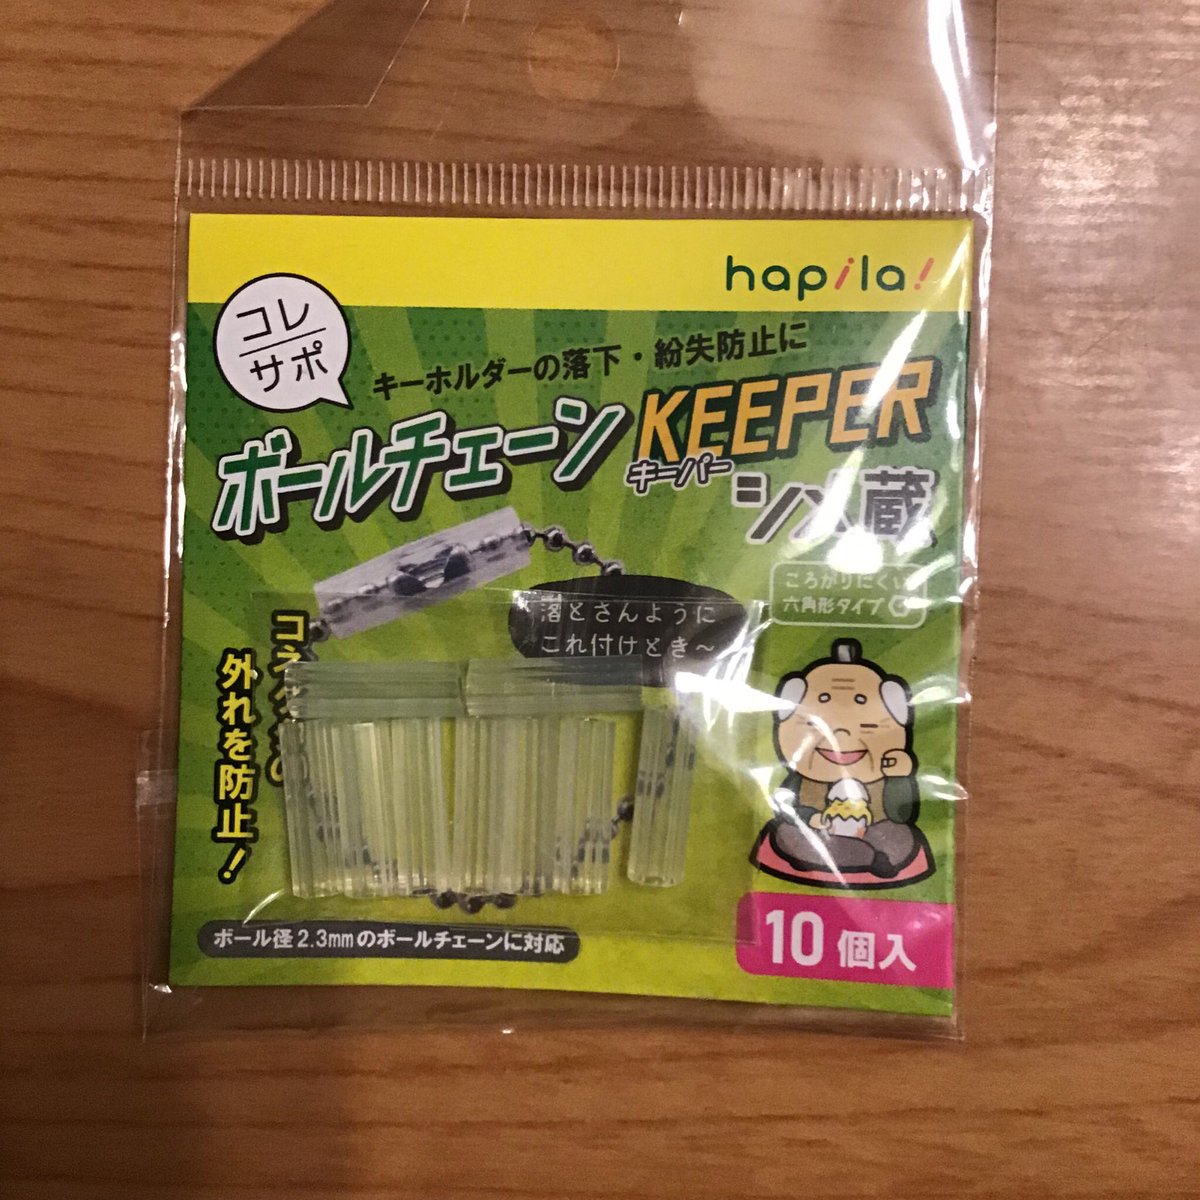 hapila!
コレ
サポ
キーホルダーの落下・紛失防止に
ボールチェーン KEEPER
キーパー
シメ蔵
ころがりにくい
六角形タイプ
落とさんように
これ付けとき~
外れを防止!
ボール径2.3mmのボールチェーンに対応
10個入